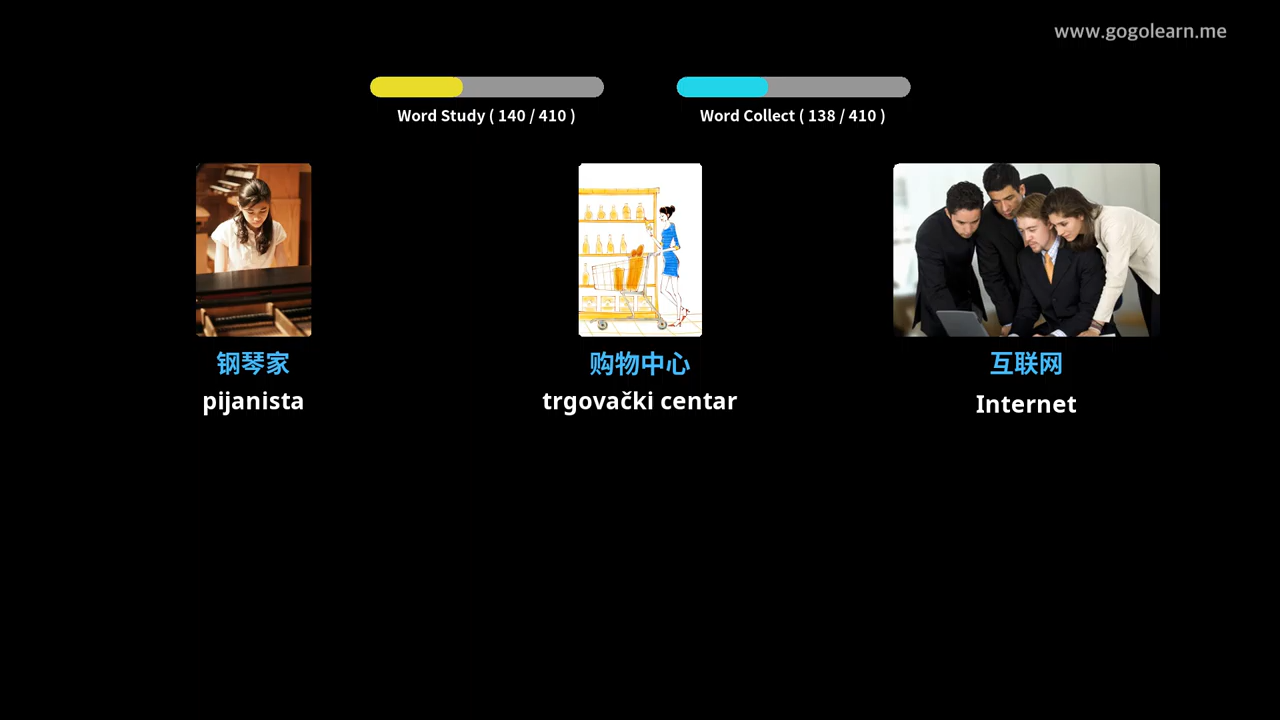 www.gogolearn.me
Word Study ( 140 / 410 )
Word Collect ( 138 / 410 )
钢琴家
pijanista
购物中心
trgovački centar
互联网
Internet